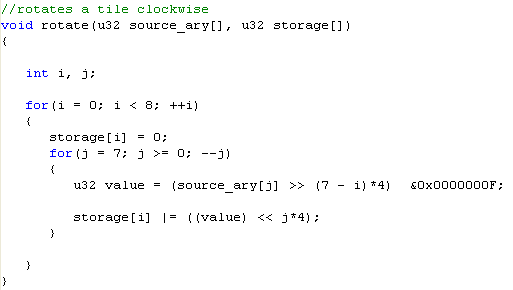 //rotates a tile clockwise
void rotate(u32 source_ary[], u32 storage[])
{
int i, j;
for(i = 0; i < 8; ++i)
{
storage[i] = 0;
for(j = 7; j >= 0; --j)
{
u32 value = (source_ary[j] >> (7 - i)*4) &0x0000000F;
storage[i] |= ((value) << j*4);
}
}
}